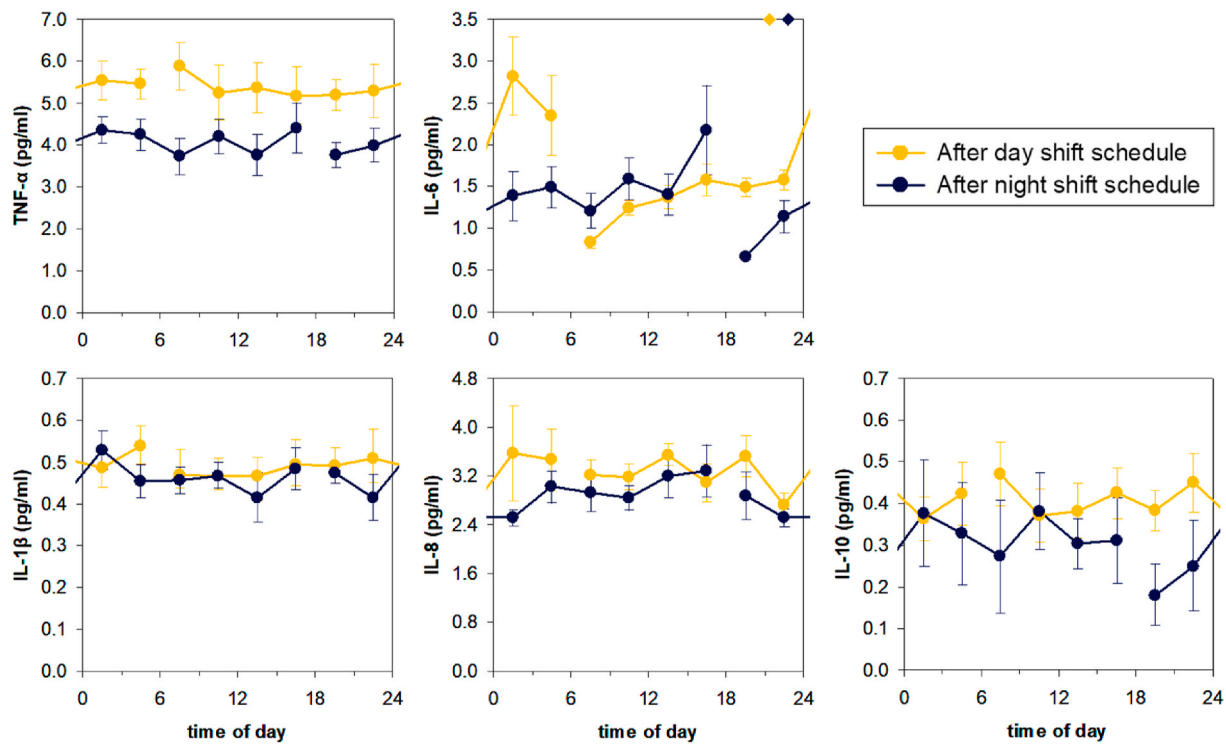 7.0
6.0
5.0
4.0
3.0
2.0
1.0
0.0
TNF-α (pg/ml)
0 6 12 18 24
3.5
3.0
2.5
2.0
1.5
1.0
0.5
0.0
IL-6 (pg/ml)
0 6 12 18 24
After day shift schedule
After night shift schedule
0.7
0.6
0.5
0.4
0.3
0.2
0.1
0.0
IL-1β (pg/ml)
0 6 12 18 24
time of day
4.8
4.0
3.2
2.4
1.6
0.8
0.0
IL-8 (pg/ml)
0 6 12 18 24
time of day
0.7
0.6
0.5
0.4
0.3
0.2
0.1
0.0
IL-10 (pg/ml)
0 6 12 18 24
time of day